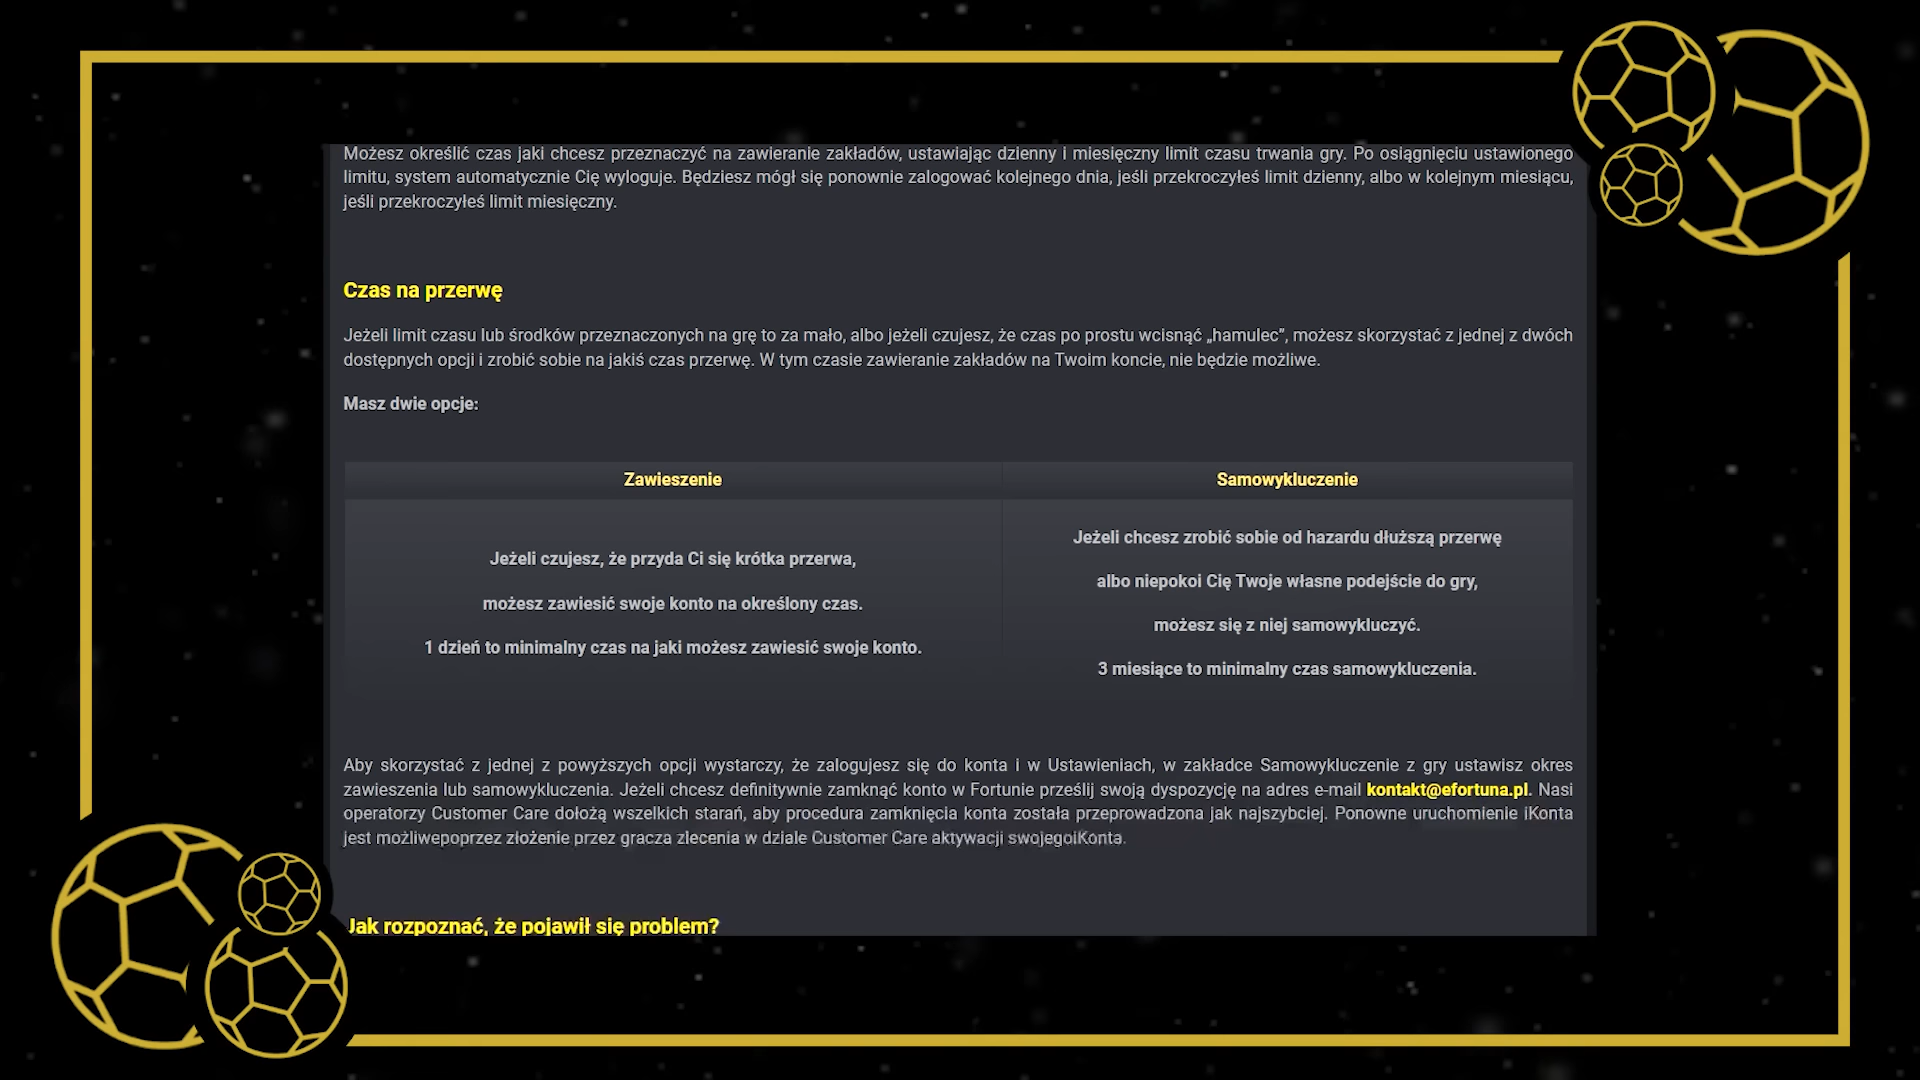 Możesz określić czas jaki chcesz przeznaczyć na zawieranie zakładów, ustawiając dzienny i miesięczny limit czasu trwania gry. Po osiągnięciu ustawionego
limitu, system automatycznie Cię wyloguje. Będziesz mógł się ponownie zalogować kolejnego dnia, jeśli przekroczyłeś limit dzienny, albo w kolejnym miesiącu,
jeśli przekroczyłeś limit miesięczny.
Czas na przerwę
Jeżeli limit czasu lub środków przeznaczonych na grę to za mało, albo jeżeli czujesz, że czas po prostu wcisnąć „hamulec”, możesz skorzystać z jednej z dwóch
dostępnych opcji i zrobić sobie na jakiś czas przerwę. W tym czasie zawieranie zakładów na Twoim koncie, nie będzie możliwe.
Masz dwie opcje:
Zawieszenie
Jeżeli czujesz, że przyda Ci się krótka przerwa,
możesz zawiesić swoje konto na określony czas.
1 dzień to minimalny czas na jaki możesz zawiesić swoje konto.
Samowykluczenie
Jeżeli chcesz zrobić sobie od hazardu dłuższą przerwę
albo niepokoi Cię Twoje własne podejście do gry,
możesz się z niej samowykluczyć.
3 miesiące to minimalny czas samowykluczenia.
Aby skorzystać z jednej z powyższych opcji wystarczy, że zalogujesz się do konta i w Ustawieniach, w zakładce Samowykluczenie z gry ustawisz okres
zawieszenia lub samowykluczenia. Jeżeli chcesz definitywnie zamknąć konto w Fortunie prześlij swoją dyspozycję na adres e-mail kontakt@efortuna.pl. Nasi
operatorzy Customer Care dołożą wszelkich starań, aby procedura zamknięcia konta została przeprowadzona jak najszybciej. Ponowne uruchomienie iKonta
jest możliwepoprzez złożenie przez gracza zlecenia w dziale Customer Care aktywacji swojegoiKonta.
Jak rozpoznać, że pojawił się problem?